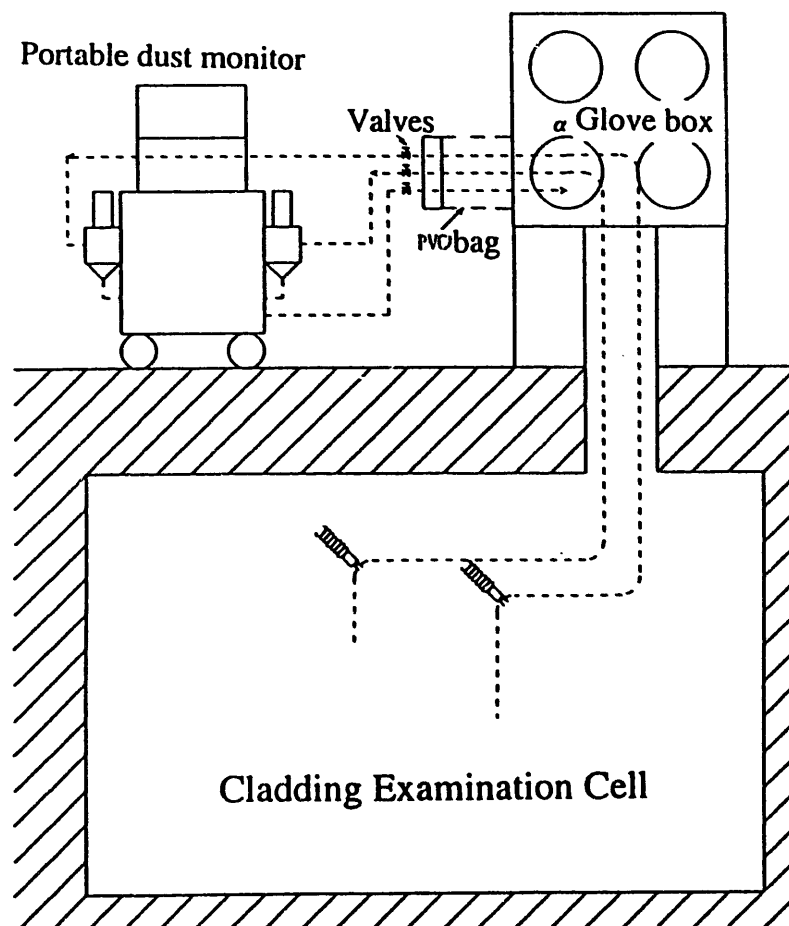 Portable dust monitor
Valves
α Glove box
PVC bag
Cladding Examination Cell